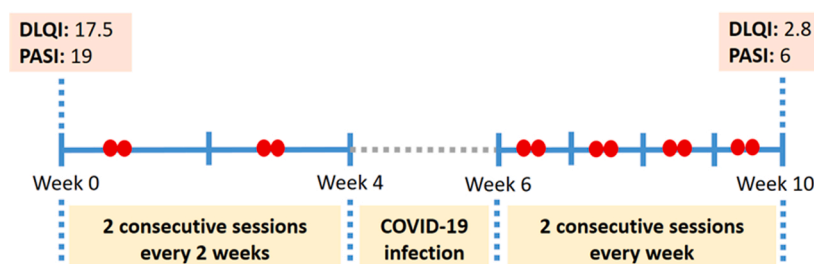 DLQI: 17.5
PASI: 19
DLQI: 2.8
PASI: 6
Week 0
Week 4
Week 6
Week 10
2 consecutive sessions
every 2 weeks
COVID-19
infection
2 consecutive sessions
every week